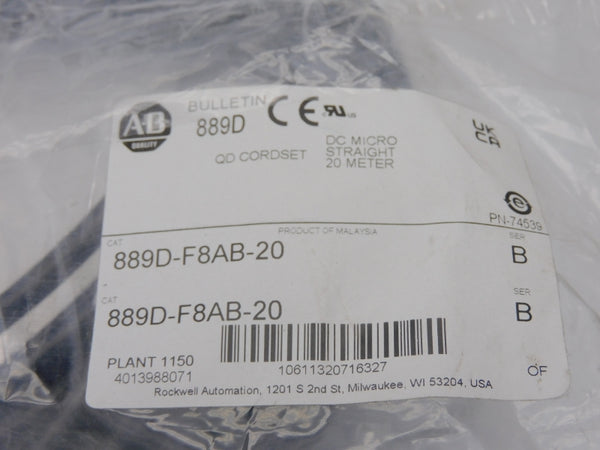 A-B
QUALITY
BULLETIN
889D
CE
UK
CA
QD CORDSET
DC MICRO
STRAIGHT
20 METER
PN-74539
PRODUCT OF MALAYSIA
CAT
SER
889D-F8AB-20
B
CAT
SER
889D-F8AB-20
B
PLANT 1150
4013988071
10611320716327
OF
Rockwell Automation, 1201 S 2nd St, Milwaukee, WI 53204, USA